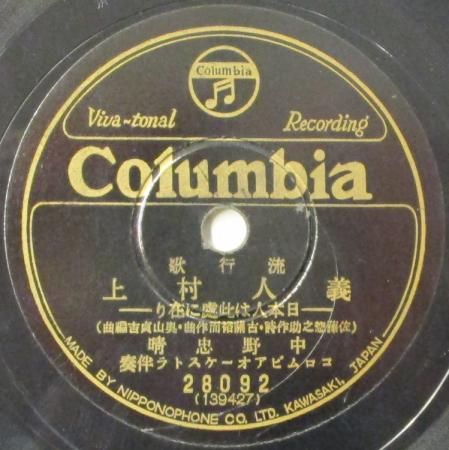 Columbia
Viva-tonal Recording
Columbia
流行歌
義人村上
―日本人は此處に在り―
(佐藤惣之助作詩・古關裕而作曲・奥山貞吉編曲)
中野忠晴
コロムビアオーケストラ伴奏
28092
(139427)
MADE BY NIPPONOPHONE CO. LTD., KAWASAKI, JAPAN